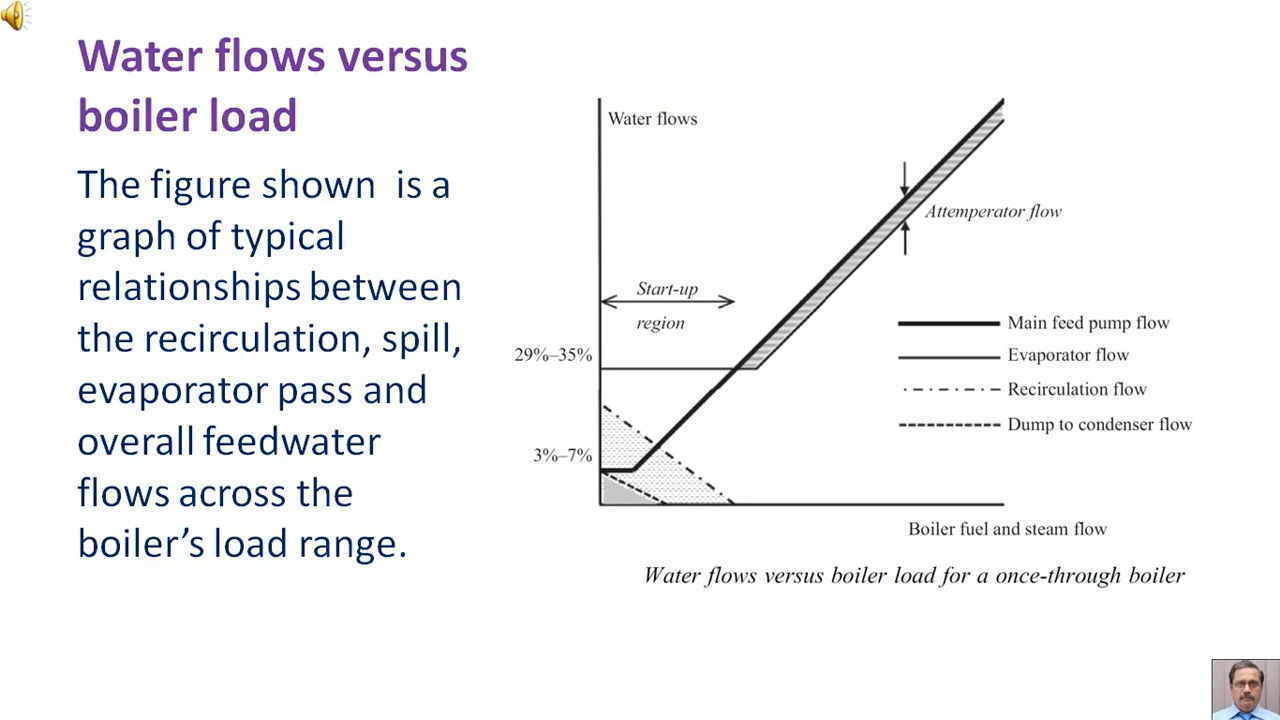 Water flows versus
boiler load
The figure shown is a
graph of typical
relationships between
the recirculation, spill,
evaporator pass and
overall feedwater
flows across the
boiler’s load range.
Water flows
Attemperator flow
Start-up
region
29%–35%
3%–7%
Main feed pump flow
Evaporator flow
Recirculation flow
Dump to condenser flow
Boiler fuel and steam flow
Water flows versus boiler load for a once-through boiler